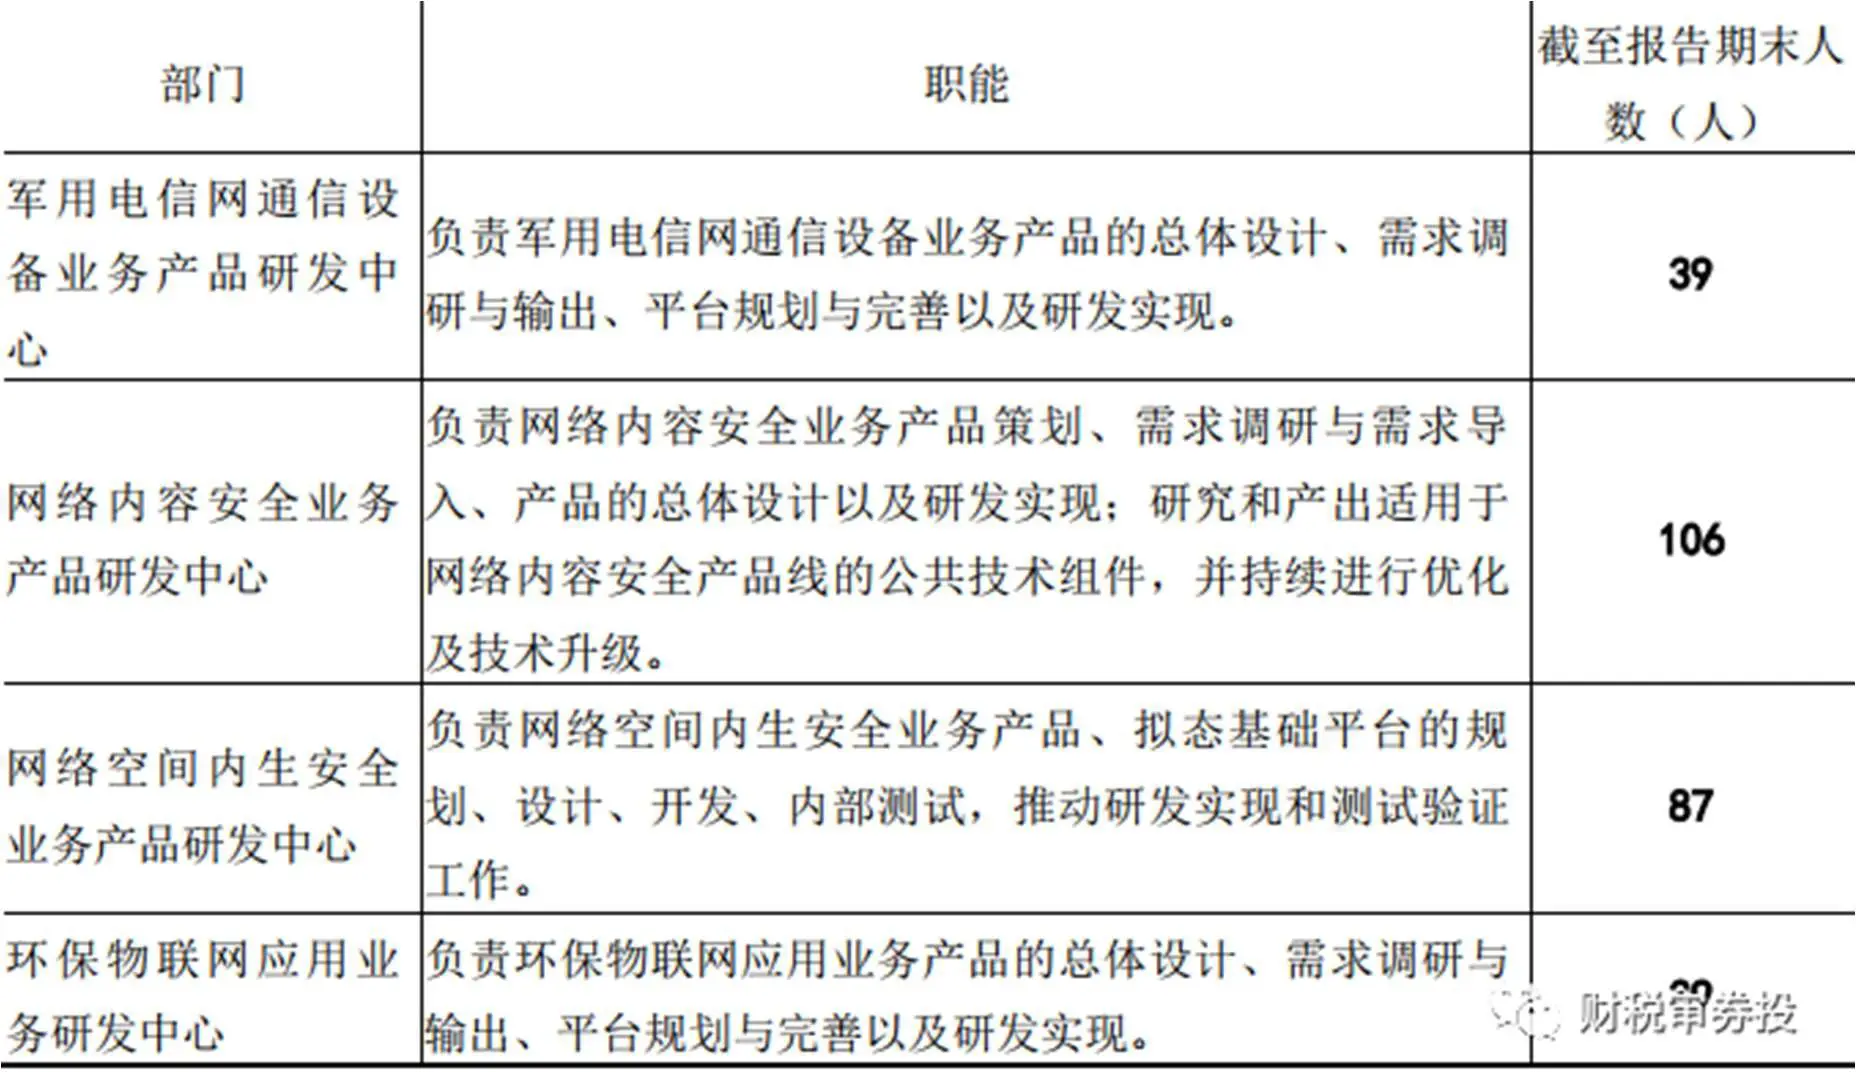 部门
职能
截至报告期末人
数（人）
军用电信网通信设
备业务产品研发中
心
负责军用电信网通信设备业务产品的总体设计、需求调
研与输出、平台规划与完善以及研发实现。
39
网络内容安全业务
产品研发中心
负责网络内容安全业务产品策划、需求调研与需求导
入、产品的总体设计以及研发实现；研究和产出适用于
网络内容安全产品线的公共技术组件，并持续进行优化
及技术升级。
106
网络空间内生安全
业务产品研发中心
负责网络空间内生安全业务产品、拟态基础平台的规
划、设计、开发、内部测试，推动研发实现和测试验证
工作。
87
环保物联网应用业
务研发中心
负责环保物联网应用业务产品的总体设计、需求调研与
输出、平台规划与完善以及研发实现。
财税审券投